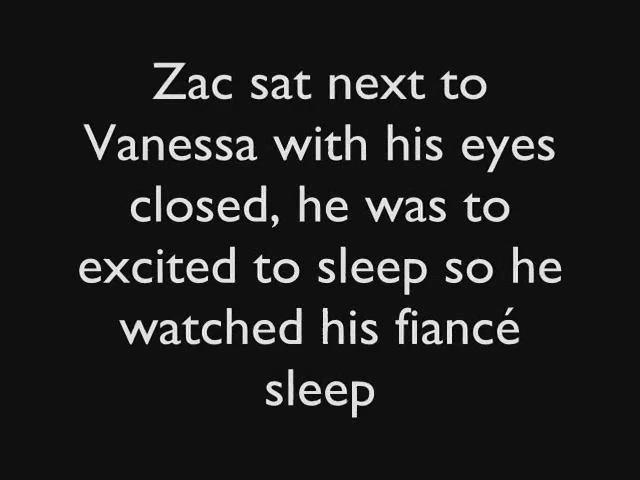 Zac sat next to
Vanessa with his eyes
closed, he was to
excited to sleep so he
watched his fiancé
sleep